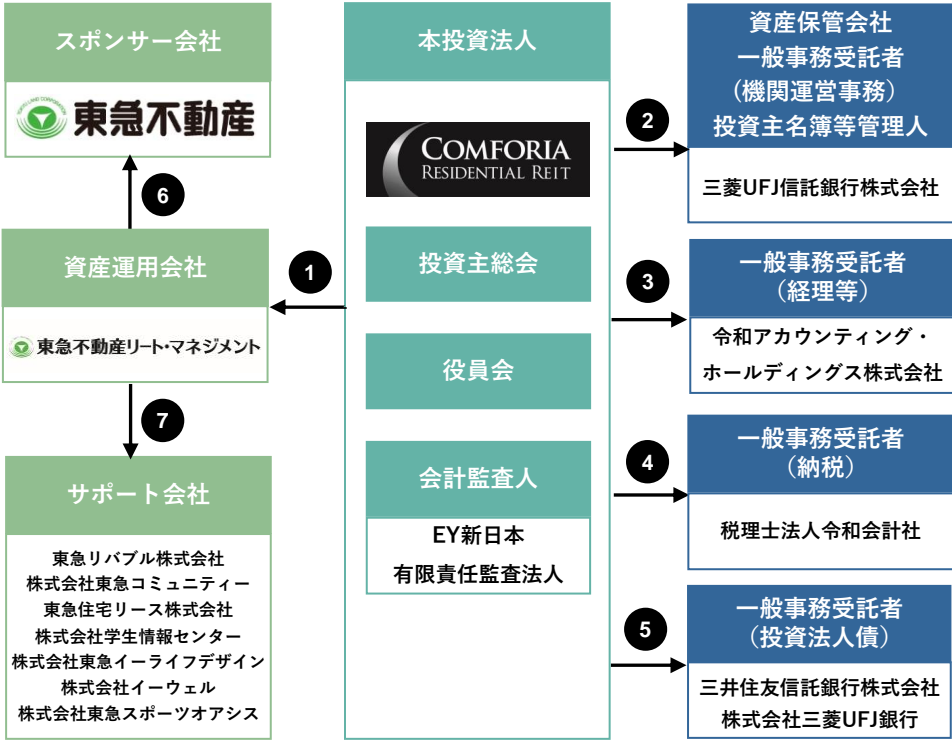 スポンサー会社
東急不動産
6
資産運用会社
東急不動産リート・マネジメント
7
サポート会社
東急リバブル株式会社
株式会社東急コミュニティー
東急住宅リース株式会社
株式会社学生情報センター
株式会社東急イーライフデザイン
株式会社イーウェル
株式会社東急スポーツオアシス
1
本投資法人
COMFORIA
RESIDENTIAL REIT
投資主総会
役員会
会計監査人
EY新日本
有限責任監査法人
2
資産保管会社
一般事務受託者
(機関運営事務)
投資主名簿等管理人
三菱UFJ信託銀行株式会社
3
一般事務受託者
(経理等)
令和アカウンティング・
ホールディングス株式会社
4
一般事務受託者
(納税)
税理士法人令和会計社
5
一般事務受託者
(投資法人債)
三井住友信託銀行株式会社
株式会社三菱UFJ銀行